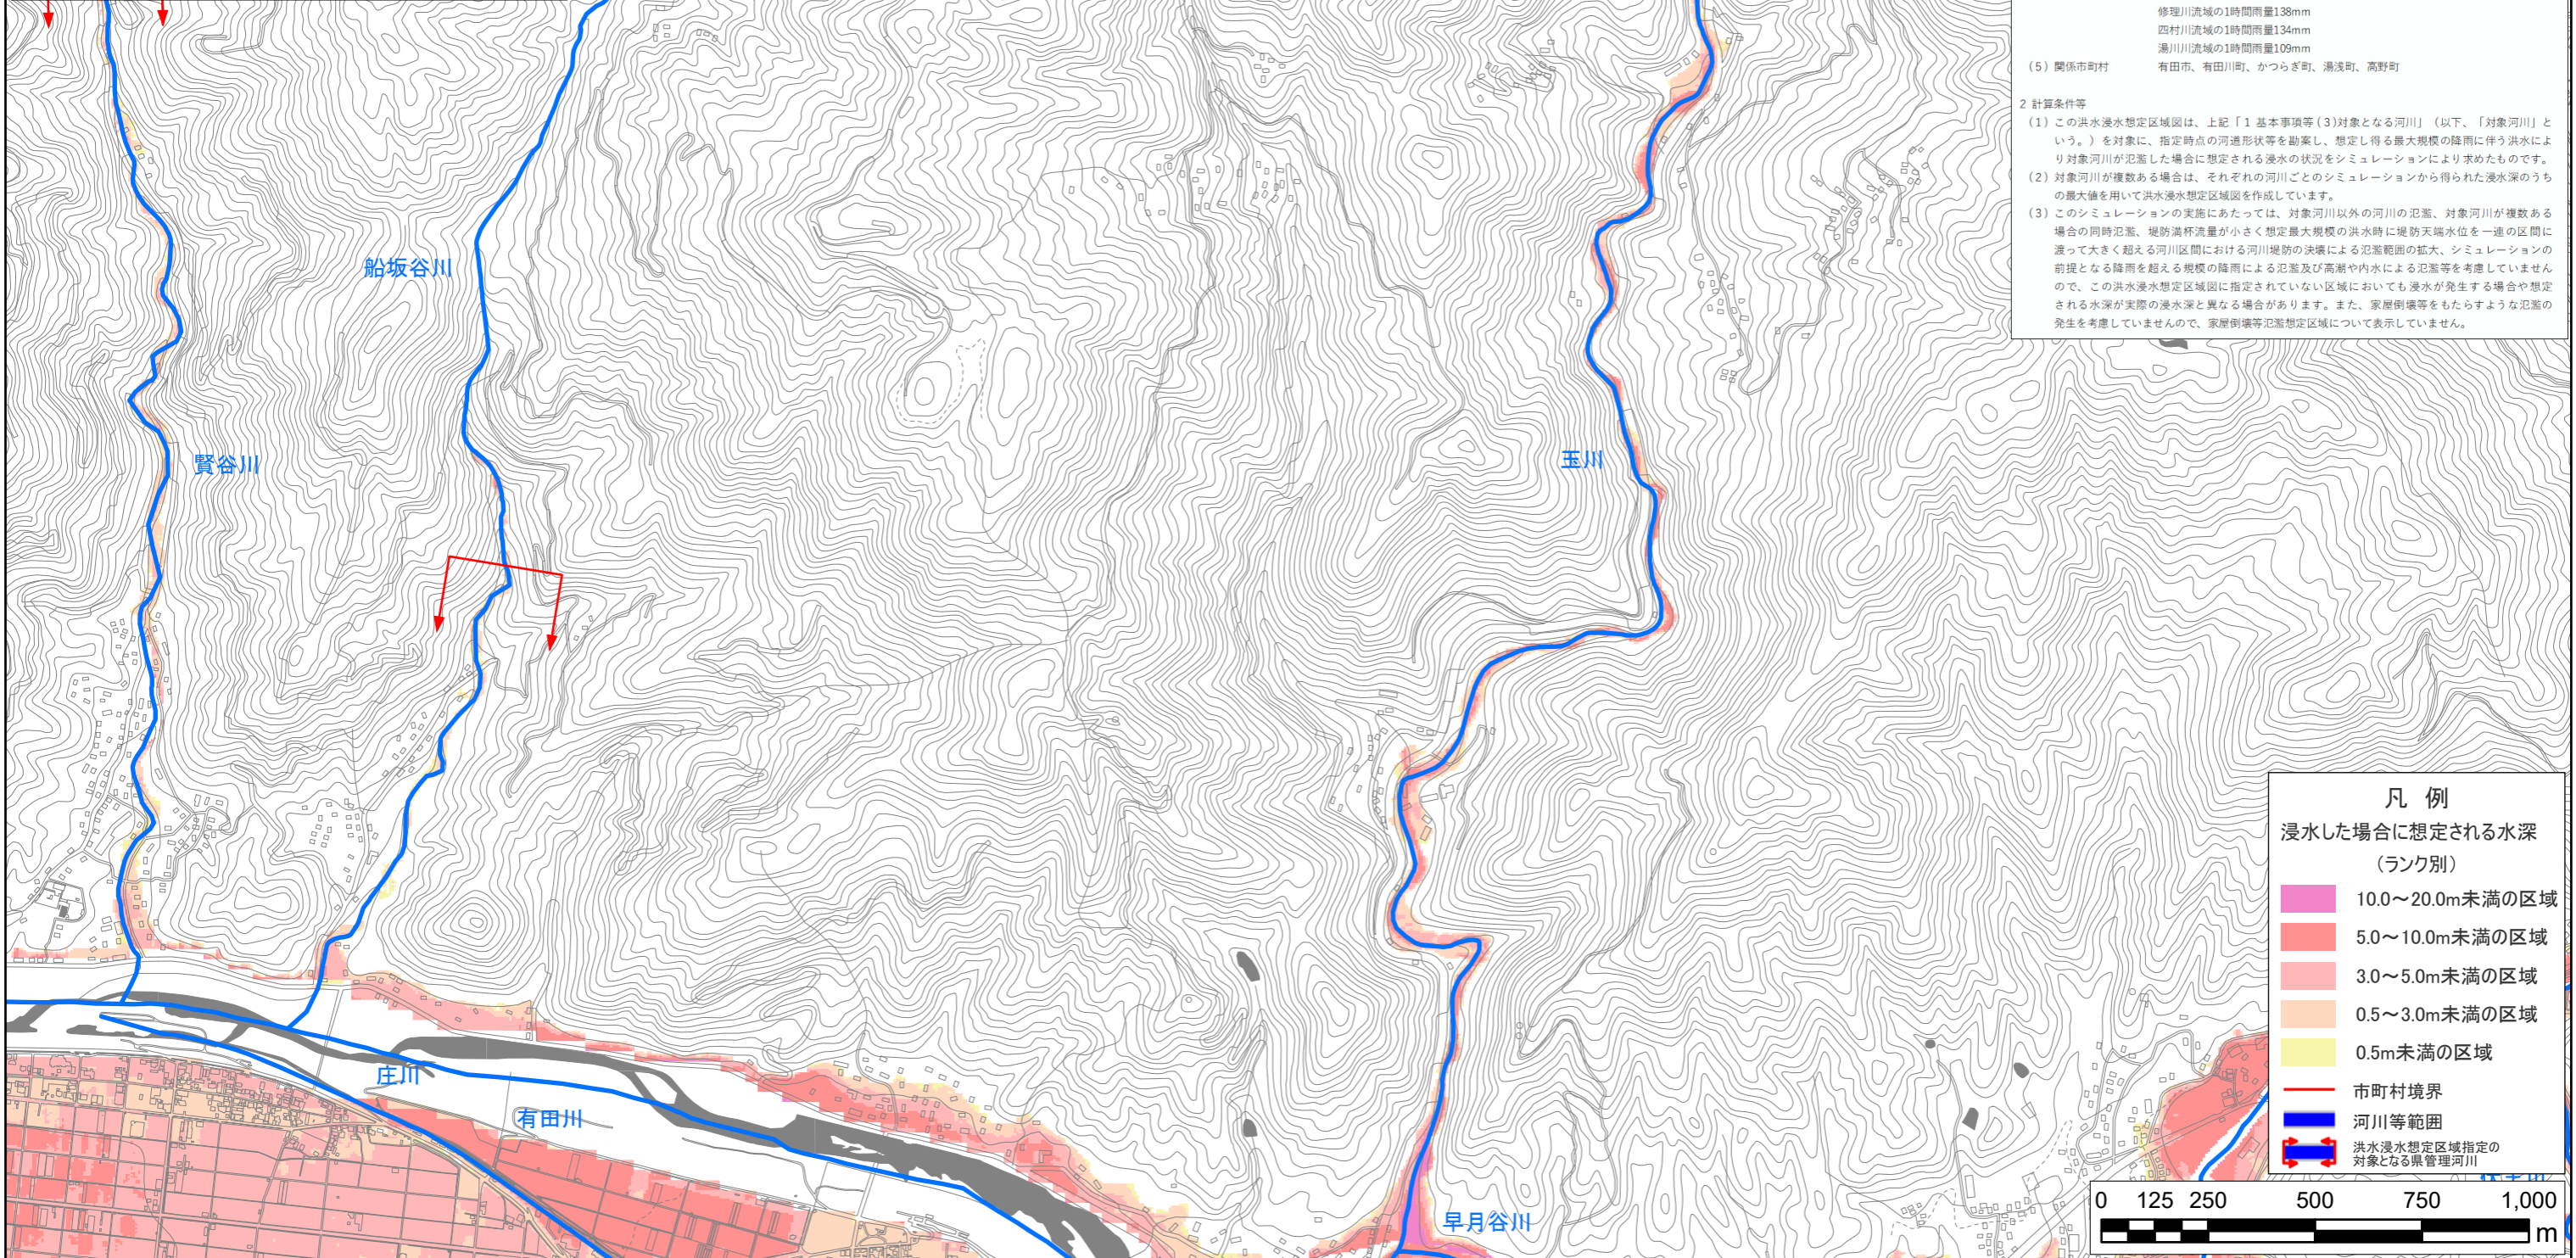 修理川流域の1時間雨量138mm
四村川流域の1時間雨量134mm
湯川川流域の1時間雨量109mm
(5) 関係市町村 有田市、有田川町、かつらぎ町、湯浅町、高野町
2 計算条件等
(1) この洪水浸水想定区域図は、上記「1 基本事項等(3)対象となる河川」（以下、「対象河川」と
いう。）を対象に、指定時点の河道形状等を勘案し、想定し得る最大規模の降雨に伴う洪水によ
り対象河川が氾濫した場合に想定される浸水の状況をシミュレーションにより求めたものです。
(2) 対象河川が複数ある場合は、それぞれの河川ごとのシミュレーションから得られた浸水深のうち
の最大値を用いて洪水浸水想定区域図を作成しています。
(3) このシミュレーションの実施にあたっては、対象河川以外の河川の氾濫、対象河川が複数ある
場合の同時氾濫、堤防満杯流量が小さく想定最大規模の洪水時に堤防天端水位を一連の区間に
渡って大きく超える河川区間における河川堤防の決壊による氾濫範囲の拡大、シミュレーションの
前提となる降雨を超える規模の降雨による氾濫及び高潮や内水による氾濫等を考慮していません
ので、この洪水浸水想定区域図に指定されていない区域においても浸水が発生する場合や想定
される水深が実際の浸水深と異なる場合があります。また、家屋倒壊等をもたらすような氾濫の
発生を考慮していませんので、家屋倒壊等氾濫想定区域について表示していません。
船坂谷川
賢谷川
玉川
庄川
有田川
早月谷川
凡 例
浸水した場合に想定される水深
（ランク別）
10.0～20.0m未満の区域
5.0～10.0m未満の区域
3.0～5.0m未満の区域
0.5～3.0m未満の区域
0.5m未満の区域
市町村境界
河川等範囲
洪水浸水想定区域指定の
対象となる県管理河川
0 125 250 500 750 1,000
m